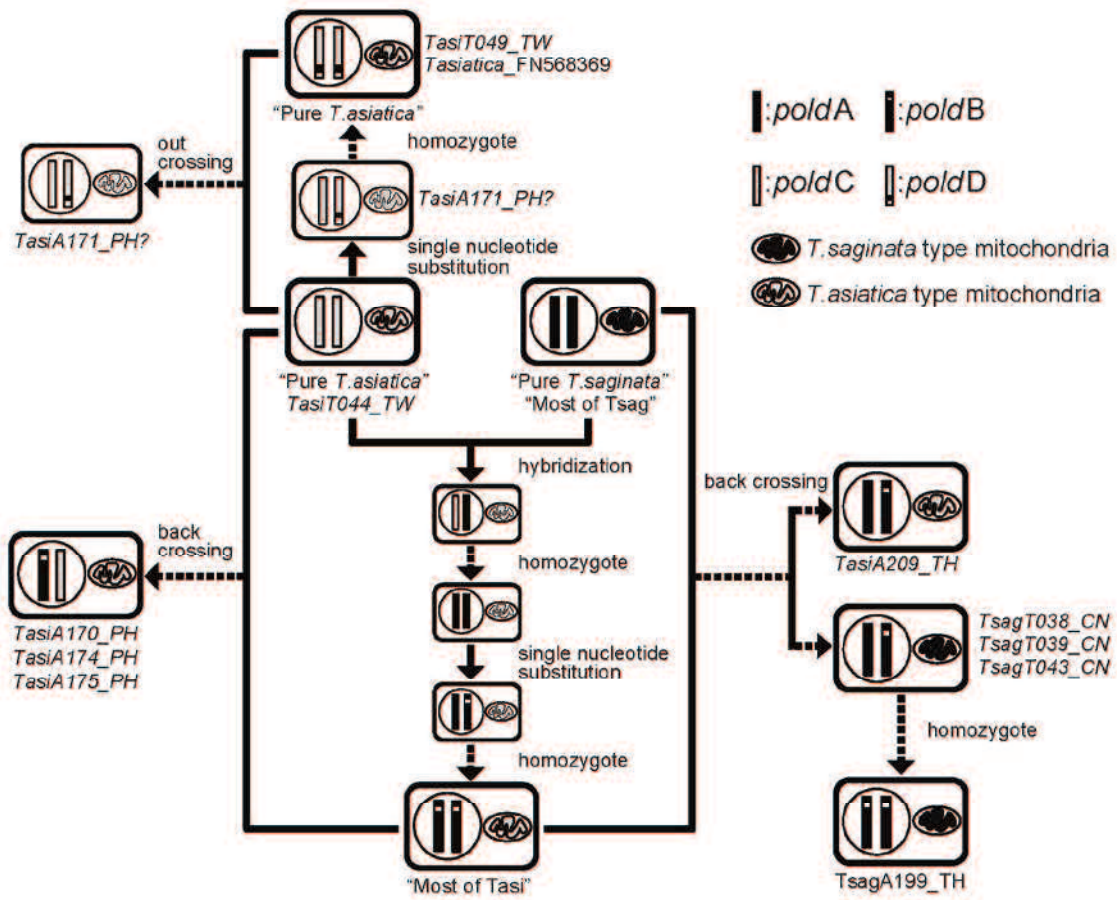 TasiT049_TW
Tasiatica_FN568369
"Pure T.asiatica"
out
crossing
homozygote
TasiA171_PH?
TasiA171_PH?
single nucleotide
substitution
"Pure T.asiatica"
TasiT044_TW
"Pure T.saginata"
"Most of Tsag"
:poldA
:poldB
:poldC
:poldD
T.saginata type mitochondria
T.asiatica type mitochondria
hybridization
back crossing
TasiA209_TH
homozygote
back
crossing
TasiA170_PH
TasiA174_PH
TasiA175_PH
single nucleotide
substitution
TsagT038_CN
TsagT039_CN
TsagT043_CN
homozygote
homozygote
"Most of Tasi"
TsagA199_TH